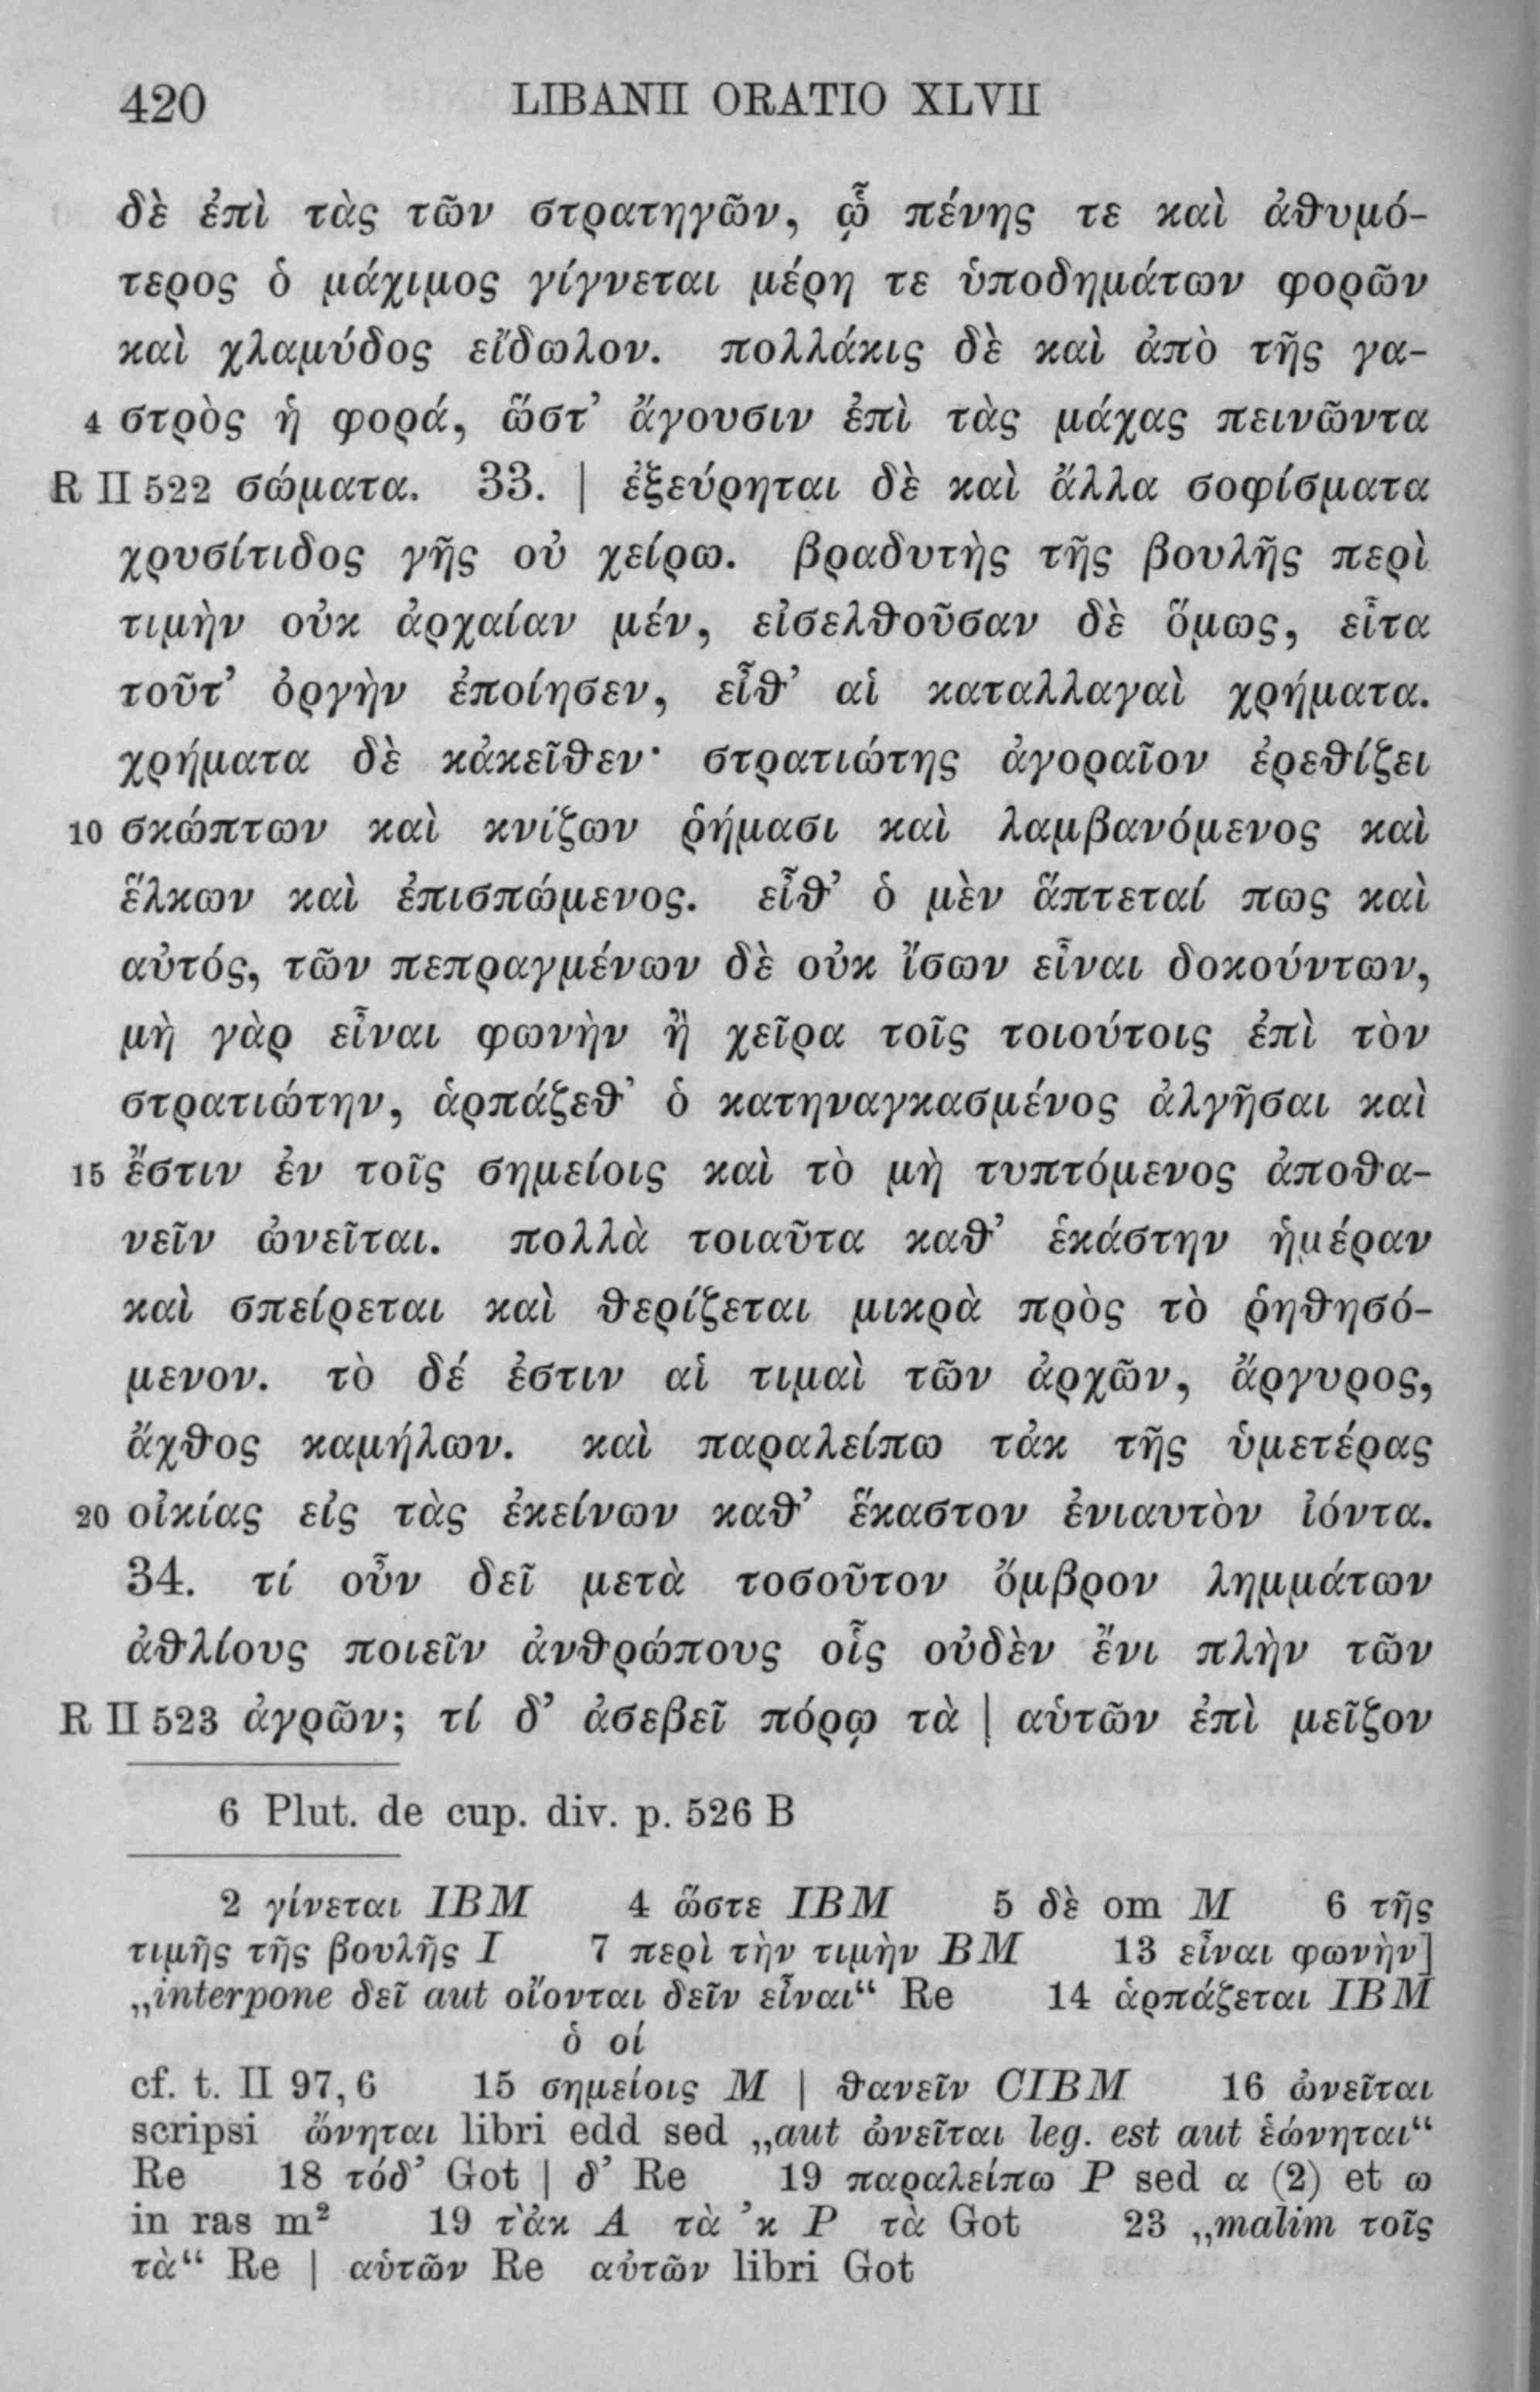 420 LIBANII ORATIO XLVII
δὲ ἐπὶ τὰς τῶν στρατηγῶν, ᾧ πένης τε καὶ ἀθυμό-
τερος ὁ μάχιμος γίγνεται μέρη τε ὑποδημάτων φορῶν
καὶ χλαμύδος εἴδωλον. πολλάκις δὲ καὶ ἀπὸ τῆς γα-
4 στρὸς ἡ φορά, ὥστ’ ἄγουσιν ἐπὶ τὰς μάχας πεινῶντα
R II 522 σώματα. 33. | ἐξεύρηται δὲ καὶ ἄλλα σοφίσματα
χρυσίτιδος γῆς οὐ χείρω. βραδυτὴς τῆς βουλῆς περὶ
τιμὴν οὐκ ἀρχαίαν μέν, εἰσελθοῦσαν δὲ ὅμως, εἶτα
τοῦτ’ ὀργὴν ἐποίησεν, εἶθ’ αἱ καταλλαγαὶ χρήματα.
χρήματα δὲ κἀκεῖθεν· στρατιώτης ἀγοραῖον ἐρεθίζει
10 σκώπτων καὶ κνίζων ῥήμασι καὶ λαμβανόμενος καὶ
ἕλκων καὶ ἐπισπώμενος. εἶθ’ ὁ μὲν ἅπτεταί πως καὶ
αὐτός, τῶν πεπραγμένων δὲ οὐκ ἴσων εἶναι δοκούντων,
μὴ γὰρ εἶναι φωνὴν ἢ χεῖρα τοῖς τοιούτοις ἐπὶ τὸν
στρατιώτην, ἁρπάζεθ’ ὁ κατηναγκασμένος ἀλγῆσαι καὶ
15 ἔστιν ἐν τοῖς σημείοις καὶ τὸ μὴ τυπτόμενος ἀποθα-
νεῖν ὠνεῖται. πολλὰ τοιαῦτα καθ’ ἑκάστην ἡμέραν
καὶ σπείρεται καὶ θερίζεται μικρὰ πρὸς τὸ ῥηθησό-
μενον. τὸ δέ ἐστιν αἱ τιμαὶ τῶν ἀρχῶν, ἄργυρος,
ἄχθος καμήλων. καὶ παραλείπω τἀκ τῆς ὑμετέρας
20 οἰκίας εἰς τὰς ἐκείνων καθ’ ἕκαστον ἐνιαυτὸν ἰόντα.
34. τί οὖν δεῖ μετὰ τοσοῦτον ὄμβρον λημμάτων
ἀθλίους ποιεῖν ἀνθρώπους οἷς οὐδὲν ἔνι πλὴν τῶν
R II 523 ἀγρῶν; τί δ’ ἀσεβεῖ πόρῳ τὰ | αὑτῶν ἐπὶ μεῖζον
6 Plut. de cup. div. p. 526 B
2 γίνεται IBM 4 ὥστε IBM 5 δὲ om M 6 τῆς
τιμῆς τῆς βουλῆς I 7 περὶ τὴν τιμὴν BM 13 εἶναι φωνὴν]
„interpone δεῖ aut οἴονται δεῖν εἶναι“ Re 14 ἁρπάζεται IBM
ὁ οἱ
cf. t. II 97, 6 15 σημείοις M | θανεῖν CIBM 16 ὠνεῖται
scripsi ὤνηται libri edd sed „aut ὠνεῖται leg. est aut ἐώνηται“
Re 18 τόδ’ Got | δ’ Re 19 παραλείπω P sed α (2) et ω
in ras m² 19 τ’ἀκ A τὰ ’κ P τὰ Got 23 „malim τοῖς
τὰ“ Re | αὑτῶν Re αὐτῶν libri Got